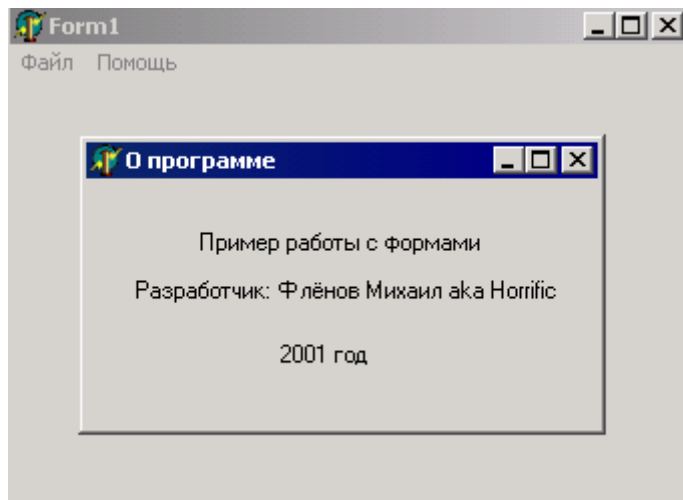 Form1
Файл Помощь
О программе
Пример работы с формами
Разработчик: Флёнов Михаил aka Horrific
2001 год